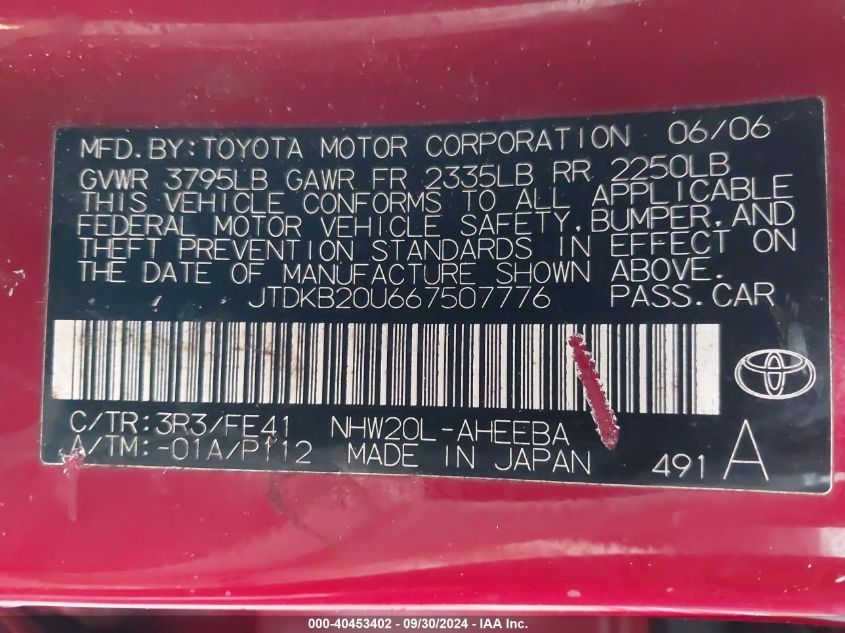 MFD.BY:TOYOTA MOTOR CORPORATION 06/06
GVWR 3795LB GAWR FR 2335LB RR 2250LB
THIS VEHICLE CONFORMS TO ALL APPLICABLE
FEDERAL MOTOR VEHICLE SAFETY,BUMPER,AND
THEFT PREVENTION STANDARDS IN EFFECT ON
THE DATE OF MANUFACTURE SHOWN ABOVE.
JTDKB20U667507776 PASS.CAR
C/TR:3R3/FE41 NHW20L-AHEEBA
A/TM:-01A/P112 MADE IN JAPAN
491 A
000-40453402 - 09/30/2024 - IAA Inc.